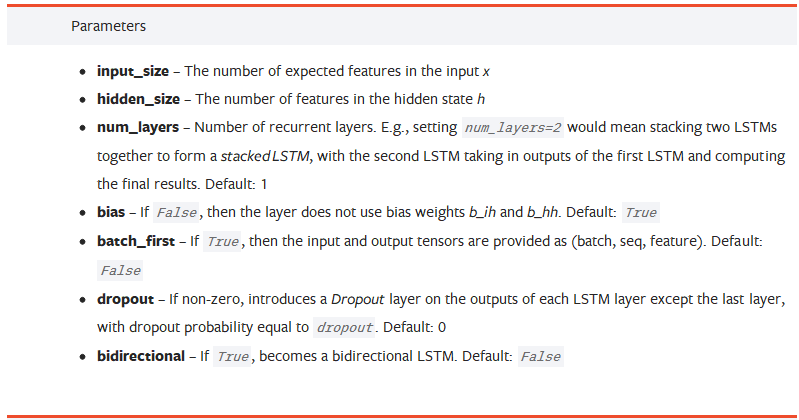 Parameters
input_size – The number of expected features in the input x
hidden_size – The number of features in the hidden state h
num_layers – Number of recurrent layers. E.g., setting num_layers=2 would mean stacking two LSTMs
together to form a stacked LSTM, with the second LSTM taking in outputs of the first LSTM and computing
the final results. Default: 1
bias – If False, then the layer does not use bias weights b_ih and b_hh. Default: True
batch_first – If True, then the input and output tensors are provided as (batch, seq, feature). Default:
False
dropout – If non-zero, introduces a Dropout layer on the outputs of each LSTM layer except the last layer,
with dropout probability equal to dropout. Default: 0
bidirectional – If True, becomes a bidirectional LSTM. Default: False